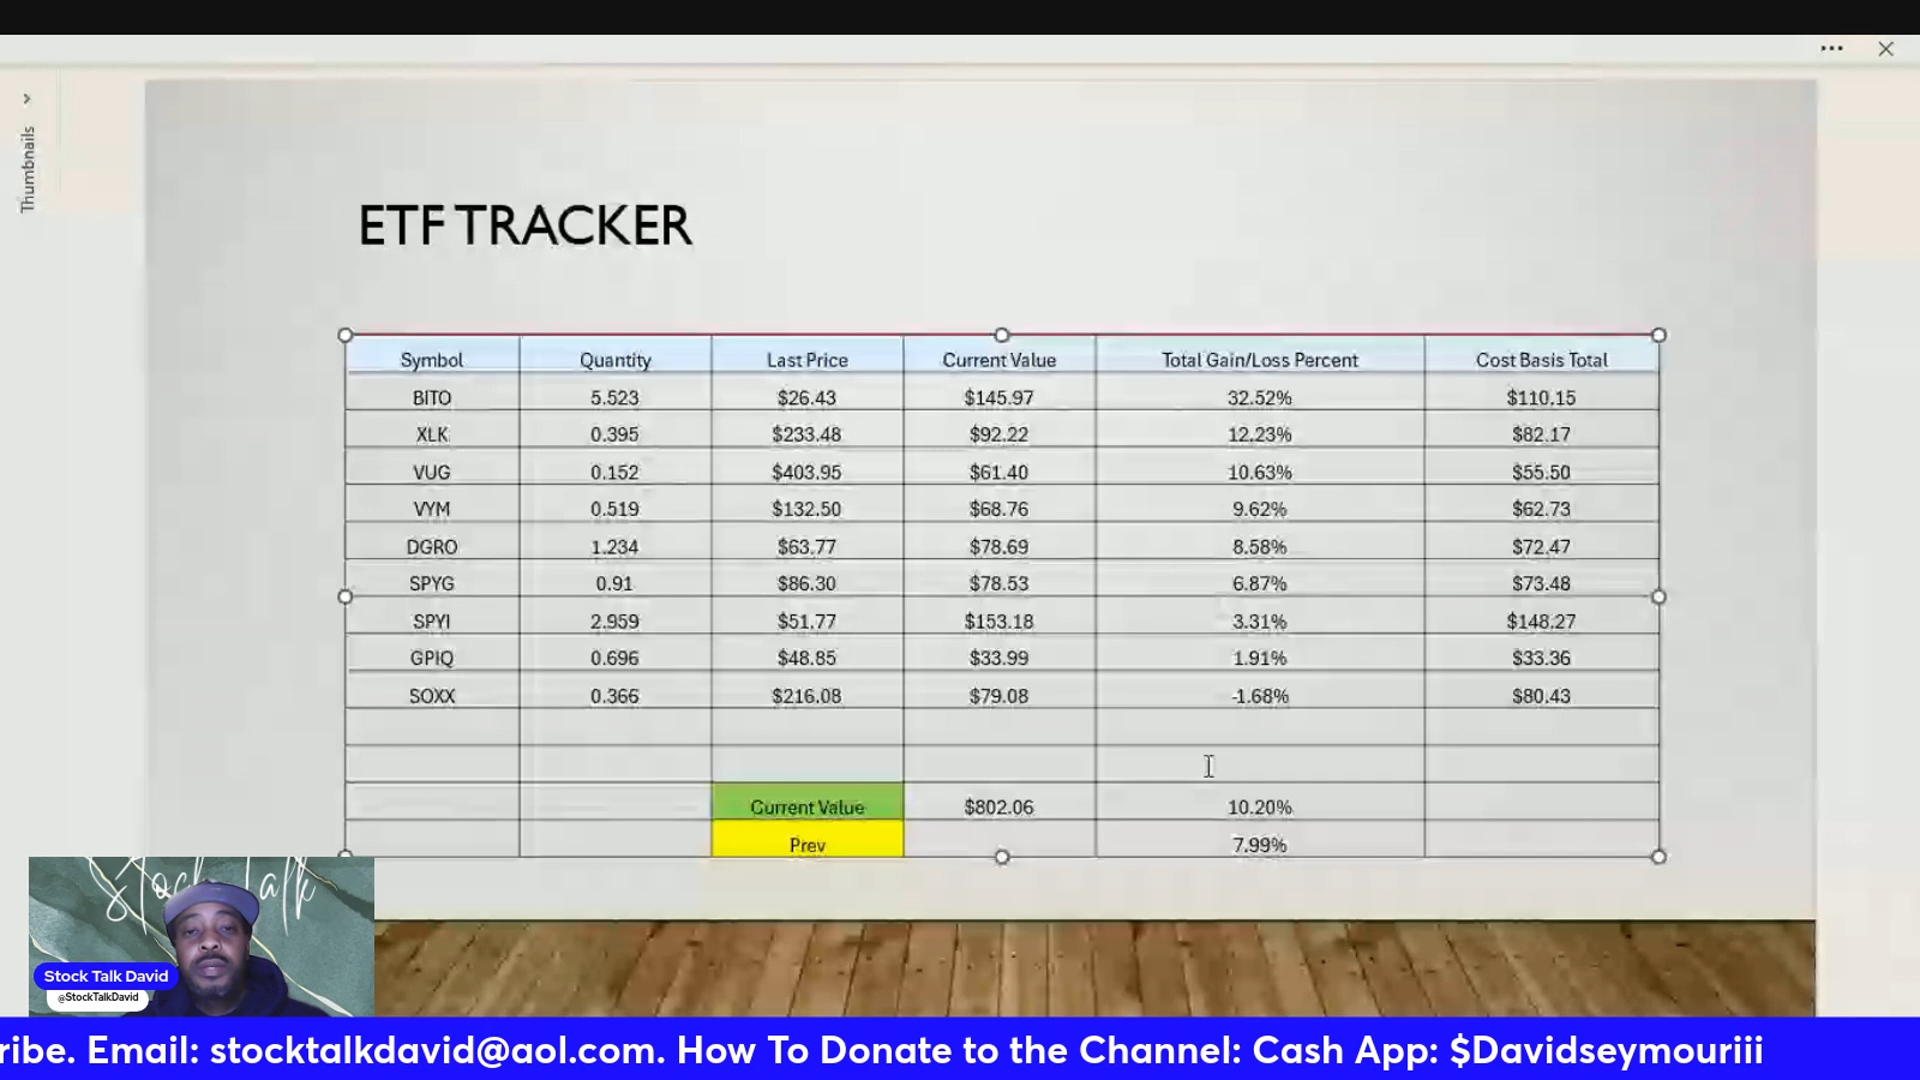 Thumbnails
ETF TRACKER
Symbol Quantity Last Price Current Value Total Gain/Loss Percent Cost Basis Total
BITO 5.523 $26.43 $145.97 32.52% $110.15
XLK 0.395 $233.48 $92.22 12.23% $82.17
VUG 0.152 $403.95 $61.40 10.63% $55.50
VYM 0.519 $132.50 $68.76 9.62% $62.73
DGRO 1.234 $63.77 $78.69 8.58% $72.47
SPYG 0.91 $86.30 $78.53 6.87% $73.48
SPYI 2.959 $51.77 $153.18 3.31% $148.27
GPIQ 0.696 $48.85 $33.99 1.91% $33.36
SOXX 0.366 $216.08 $79.08 -1.68% $80.43
Current Value $802.06 10.20%
Prev 7.99%
Stock Talk
Stock Talk David
@StockTalkDavid
ribe. Email: stocktalkdavid@aol.com. How To Donate to the Channel: Cash App: $Davidseymouriii